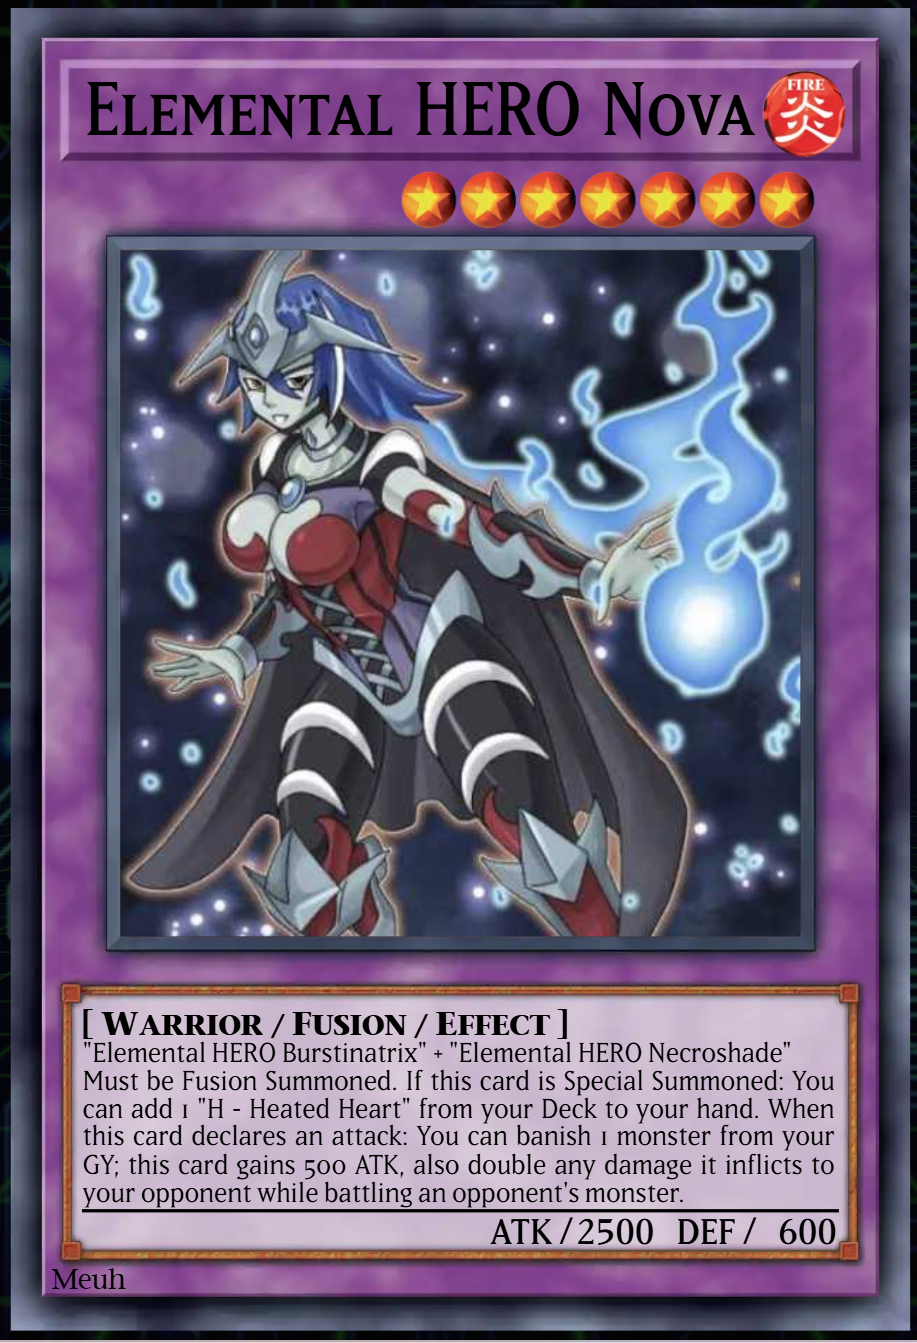 Elemental HERO Nova
FIRE
炎
[ Warrior / Fusion / Effect ]
"Elemental HERO Burstinatrix" + "Elemental HERO Necroshade"
Must be Fusion Summoned. If this card is Special Summoned: You
can add 1 "H - Heated Heart" from your Deck to your hand. When
this card declares an attack: You can banish 1 monster from your
GY; this card gains 500 ATK, also double any damage it inflicts to
your opponent while battling an opponent's monster.
ATK / 2500 DEF / 600
Meuh